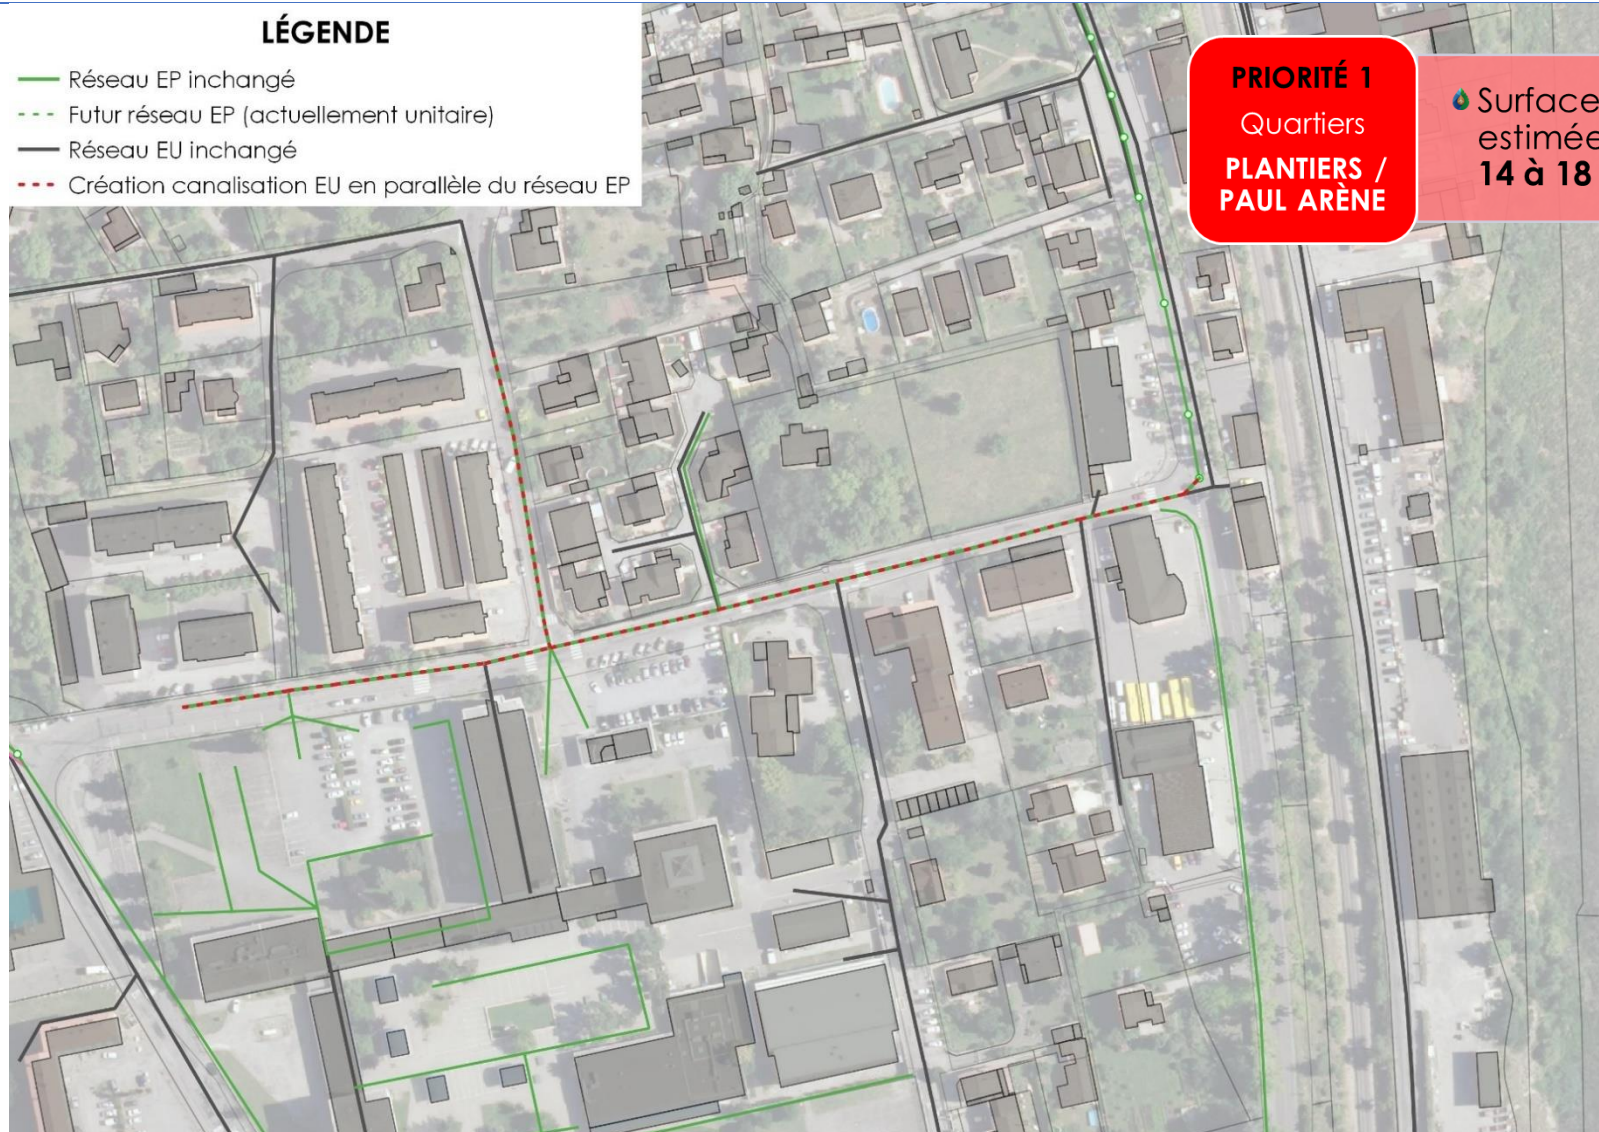 LÉGENDE
Réseau EP inchangé
Futur réseau EP (actuellement unitaire)
Réseau EU inchangé
Création canalisation EU en parallèle du réseau EP
PRIORITÉ 1
Quartiers
PLANTIERS /
PAUL ARÈNE
Surface
estimée
14 à 18